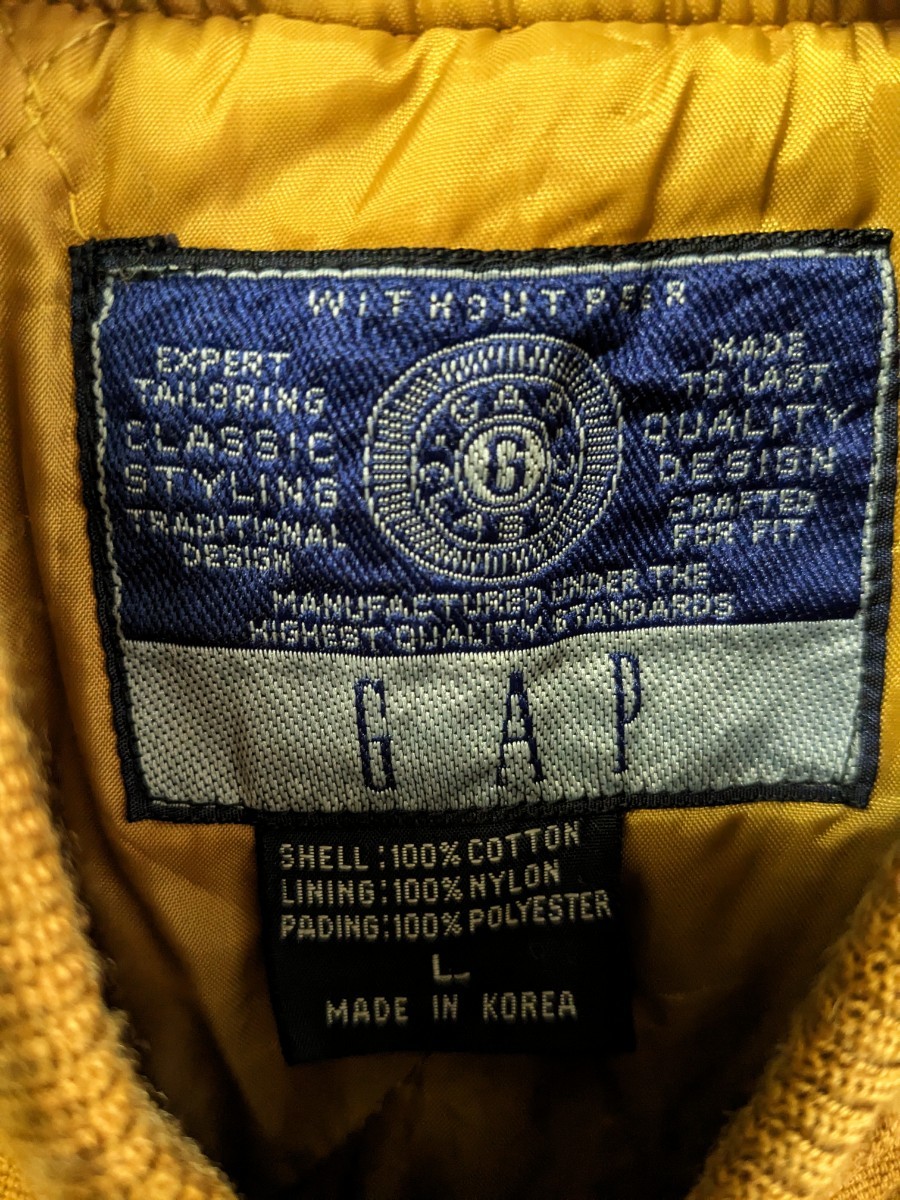 WITHOUT PEER
EXPERT
TAILORING
CLASSIC
STYLING
TRADITIONAL
DESIGN
GAP
G
MADE
TO LAST
QUALITY
DESIGN
CRAFTED
FOR FIT
MANUFACTURED UNDER THE
HIGHEST QUALITY STANDARDS
GAP
SHELL:100% COTTON
LINING:100% NYLON
PADING:100% POLYESTER
L
MADE IN KOREA